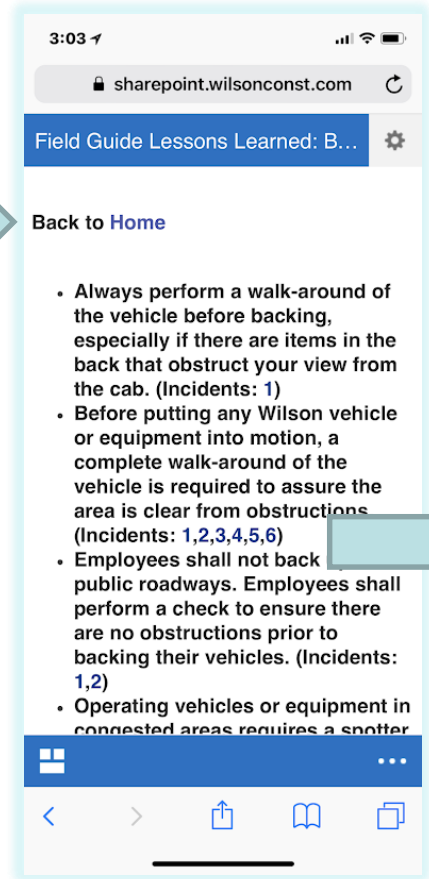 3:03
sharepoint.wilsonconst.com
Field Guide Lessons Learned: B...
Back to Home
• Always perform a walk-around of
the vehicle before backing,
especially if there are items in the
back that obstruct your view from
the cab. (Incidents: 1)
• Before putting any Wilson vehicle
or equipment into motion, a
complete walk-around of the
vehicle is required to assure the
area is clear from obstructions
(Incidents: 1,2,3,4,5,6)
• Employees shall not back
public roadways. Employees shall
perform a check to ensure there
are no obstructions prior to
backing their vehicles. (Incidents:
1,2)
• Operating vehicles or equipment in
congested areas requires a spotter